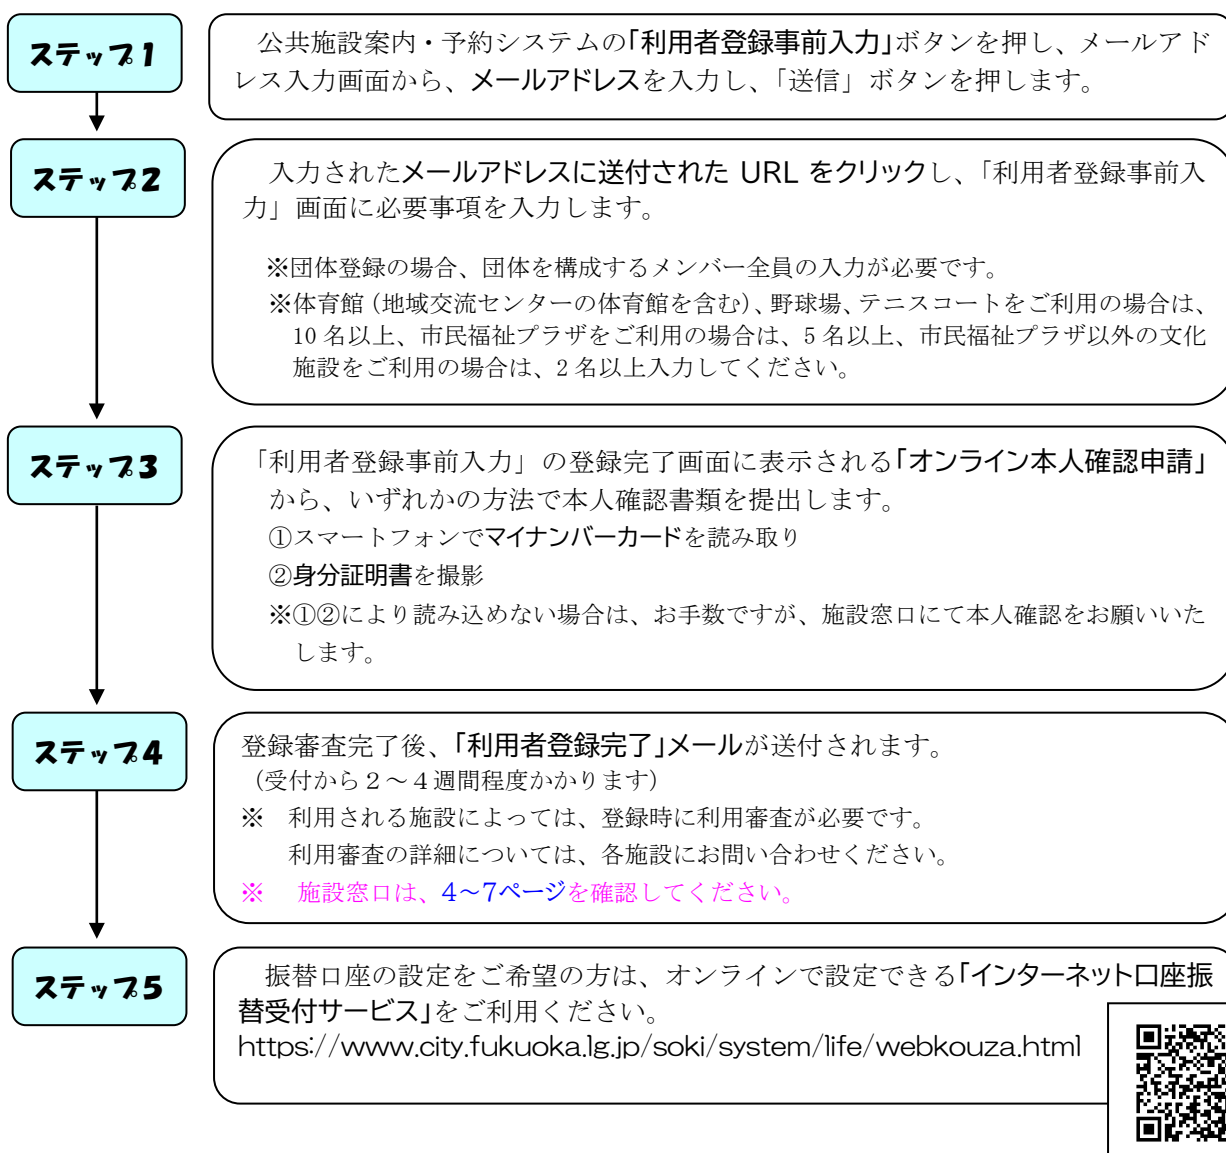 ステップ1
公共施設案内・予約システムの「利用者登録事前入力」ボタンを押し、メールアド
レス入力画面から、メールアドレスを入力し、「送信」ボタンを押します。
ステップ2
入力されたメールアドレスに送付された URL をクリックし、「利用者登録事前入
力」画面に必要事項を入力します。
※団体登録の場合、団体を構成するメンバー全員の入力が必要です。
※体育館（地域交流センターの体育館を含む）、野球場、テニスコートをご利用の場合は、
10 名以上、市民福祉プラザをご利用の場合は、5 名以上、市民福祉プラザ以外の文化
施設をご利用の場合は、2 名以上入力してください。
ステップ3
「利用者登録事前入力」の登録完了画面に表示される「オンライン本人確認申請」
から、いずれかの方法で本人確認書類を提出します。
①スマートフォンでマイナンバーカードを読み取り
②身分証明書を撮影
※①②により読み込めない場合は、お手数ですが、施設窓口にて本人確認をお願いいた
します。
ステップ4
登録審査完了後、「利用者登録完了」メールが送付されます。
（受付から２～４週間程度かかります）
※　利用される施設によっては、登録時に利用審査が必要です。
利用審査の詳細については、各施設にお問い合わせください。
※　施設窓口は、4～7ページを確認してください。
ステップ5
振替口座の設定をご希望の方は、オンラインで設定できる「インターネット口座振
替受付サービス」をご利用ください。
https://www.city.fukuoka.lg.jp/soki/system/life/webkouza.html